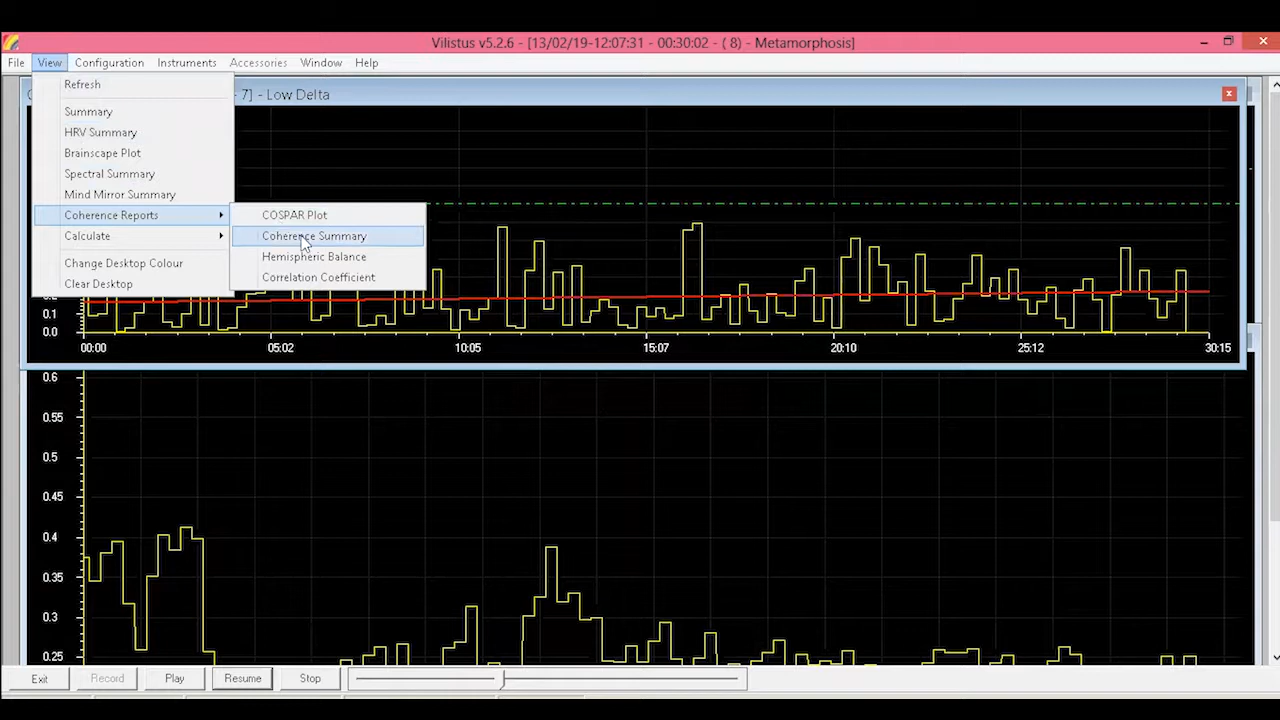 Vilistus v5.2.6 - [13/02/19-12:07:31 - 00:30:02 - ( 8) - Metamorphosis]
File View Configuration Instruments Accessories Window Help
7] - Low Delta
Refresh
Summary
HRV Summary
Brainscape Plot
Spectral Summary
Mind Mirror Summary
Coherence Reports
Calculate
Change Desktop Colour
Clear Desktop
COSPAR Plot
Coherence Summary
Hemispheric Balance
Correlation Coefficient
0.1
0.0
00:00 05:02 10:05 15:07 20:10 25:12 30:15
0.6
0.55
0.5
0.45
0.4
0.35
0.3
0.25
Exit Record Play Resume Stop